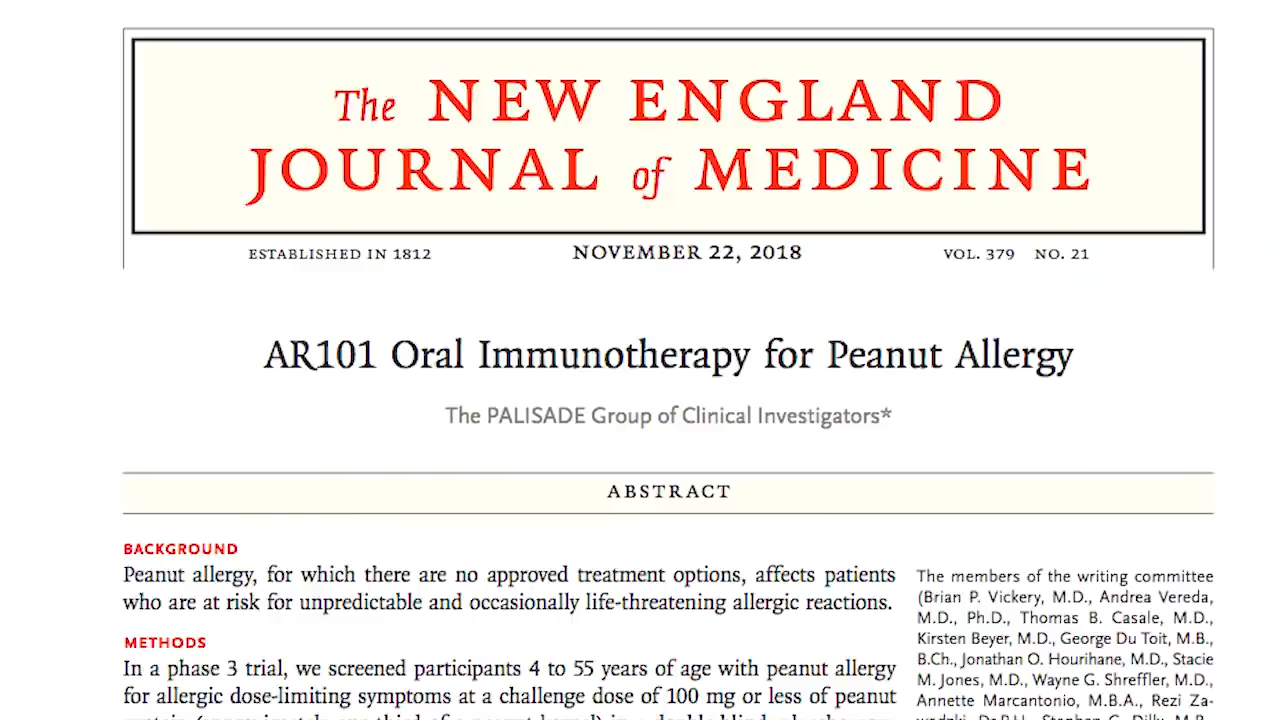 The NEW ENGLAND
JOURNAL of MEDICINE
ESTABLISHED IN 1812 NOVEMBER 22, 2018 VOL. 379 NO. 21
AR101 Oral Immunotherapy for Peanut Allergy
The PALISADE Group of Clinical Investigators*
ABSTRACT
BACKGROUND
Peanut allergy, for which there are no approved treatment options, affects patients
who are at risk for unpredictable and occasionally life-threatening allergic reactions.
METHODS
In a phase 3 trial, we screened participants 4 to 55 years of age with peanut allergy
for allergic dose-limiting symptoms at a challenge dose of 100 mg or less of peanut
The members of the writing committee
(Brian P. Vickery, M.D., Andrea Vereda,
M.D., Ph.D., Thomas B. Casale, M.D.,
Kirsten Beyer, M.D., George Du Toit, M.B.,
B.Ch., Jonathan O. Hourihane, M.D., Stacie
M. Jones, M.D., Wayne G. Shreffler, M.D.,
Annette Marcantonio, M.B.A., Rezi Za-